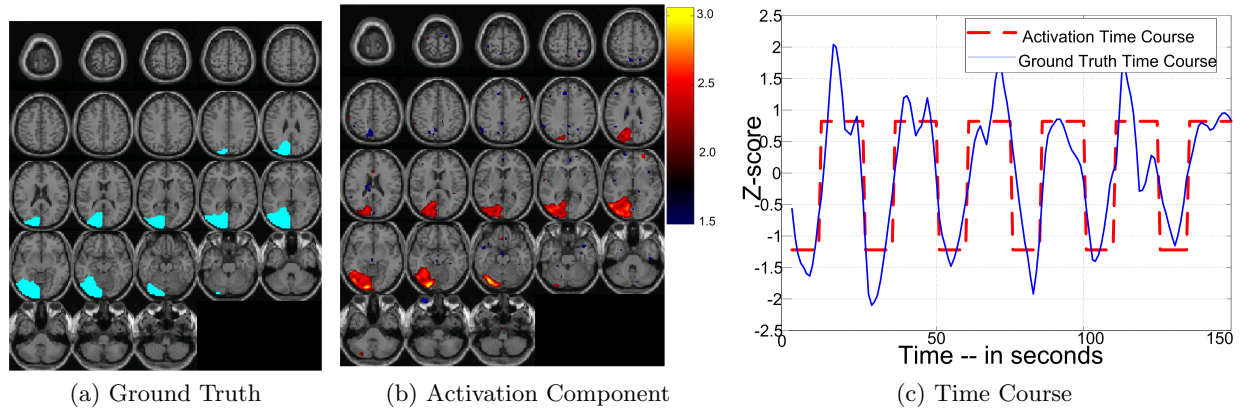 3.0
2.5
2.0
1.5
2.5
2
1.5
1
0.5
0
-0.5
-1
-1.5
-2
-2.5
Z-score
Activation Time Course
Ground Truth Time Course
0 50 100 150
Time -- in seconds
(a) Ground Truth
(b) Activation Component
(c) Time Course